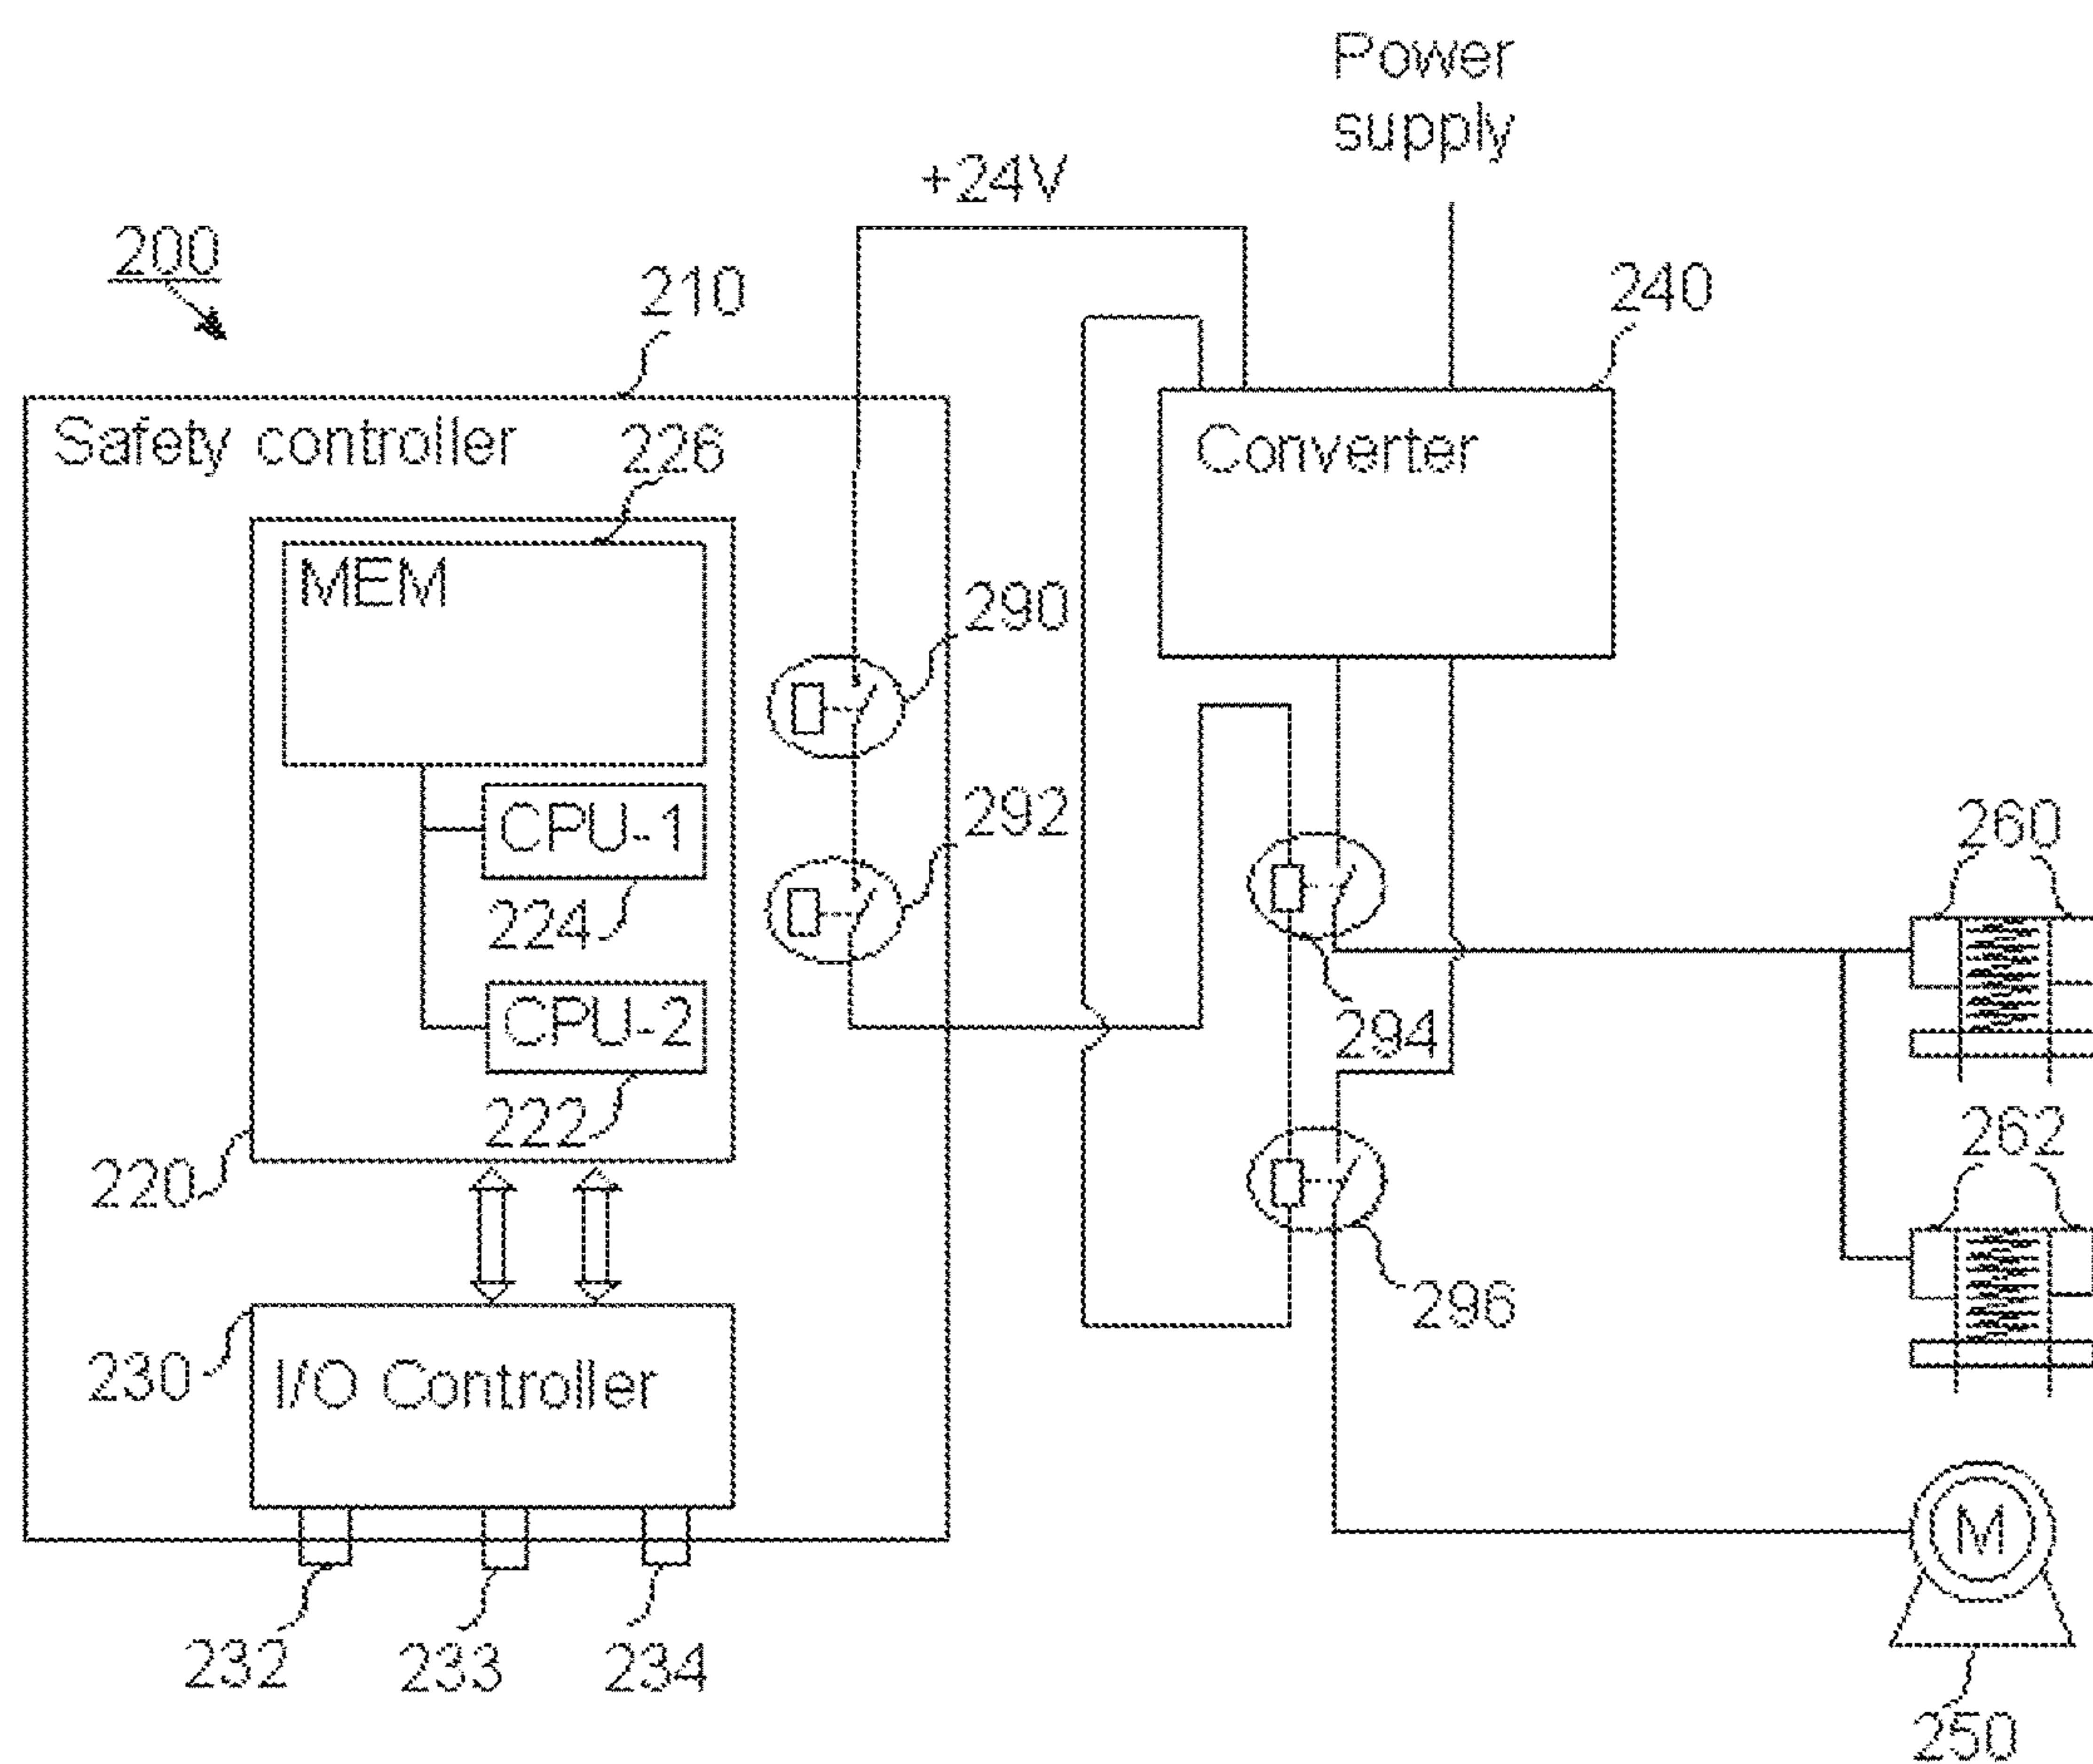 Power
supply
+24V
200
210
240
Safety controller
226
Converter
MEM
290
CPU-1
292
260
224
CPU-2
294
222
262
220
296
230
I/O Controller
M
232
233
234
250